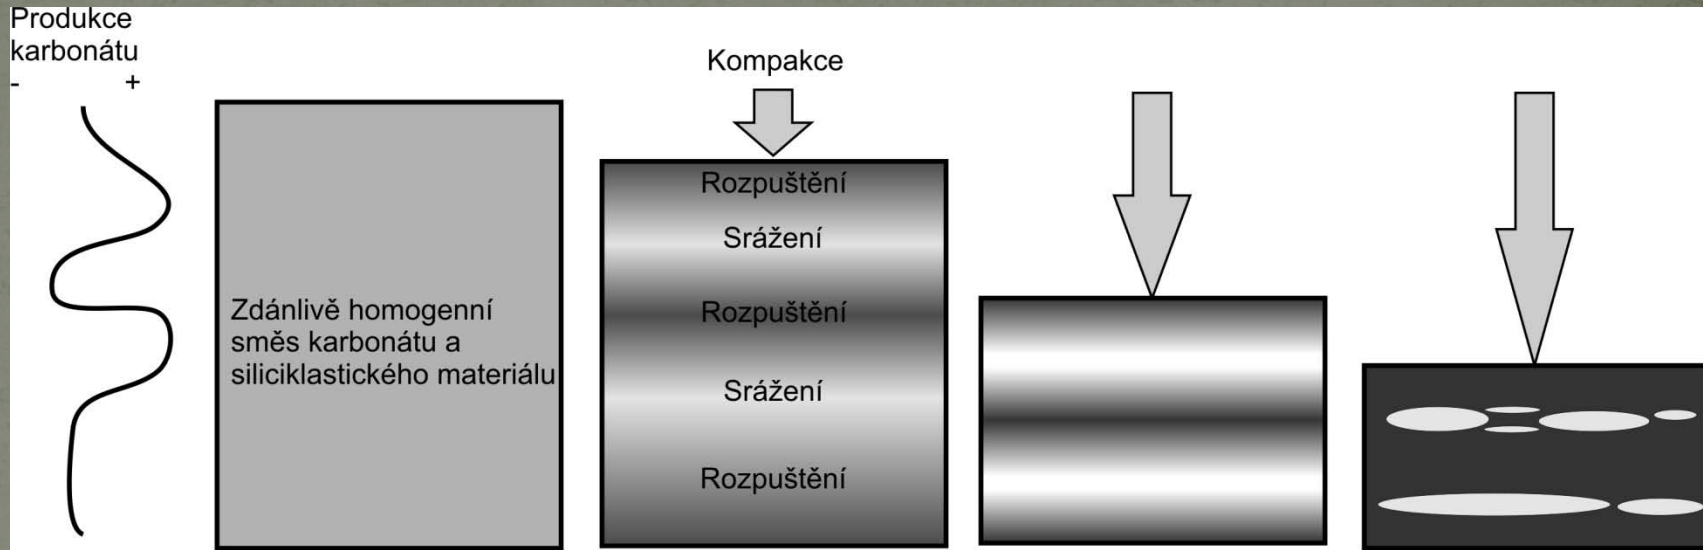 Produkce
karbonátu
- +
Zdánlivě homogenní
směs karbonátu a
siliciklastického materiálu
Kompakce
Rozpuštění
Srážení
Rozpuštění
Srážení
Rozpuštění